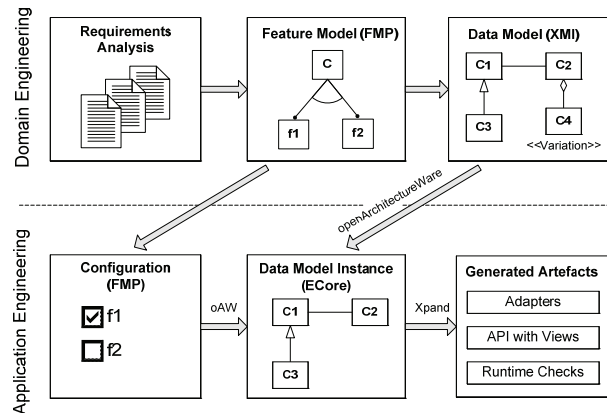 Domain Engineering
Requirements
Analysis
Feature Model (FMP)
C
f1
f2
Data Model (XMI)
C1
C2
C3
C4
<<Variation>>
openArchitectureWare
Application Engineering
Configuration
(FMP)
f1
f2
oAW
Data Model Instance
(ECore)
C1
C2
C3
Xpand
Generated Artefacts
Adapters
API with Views
Runtime Checks